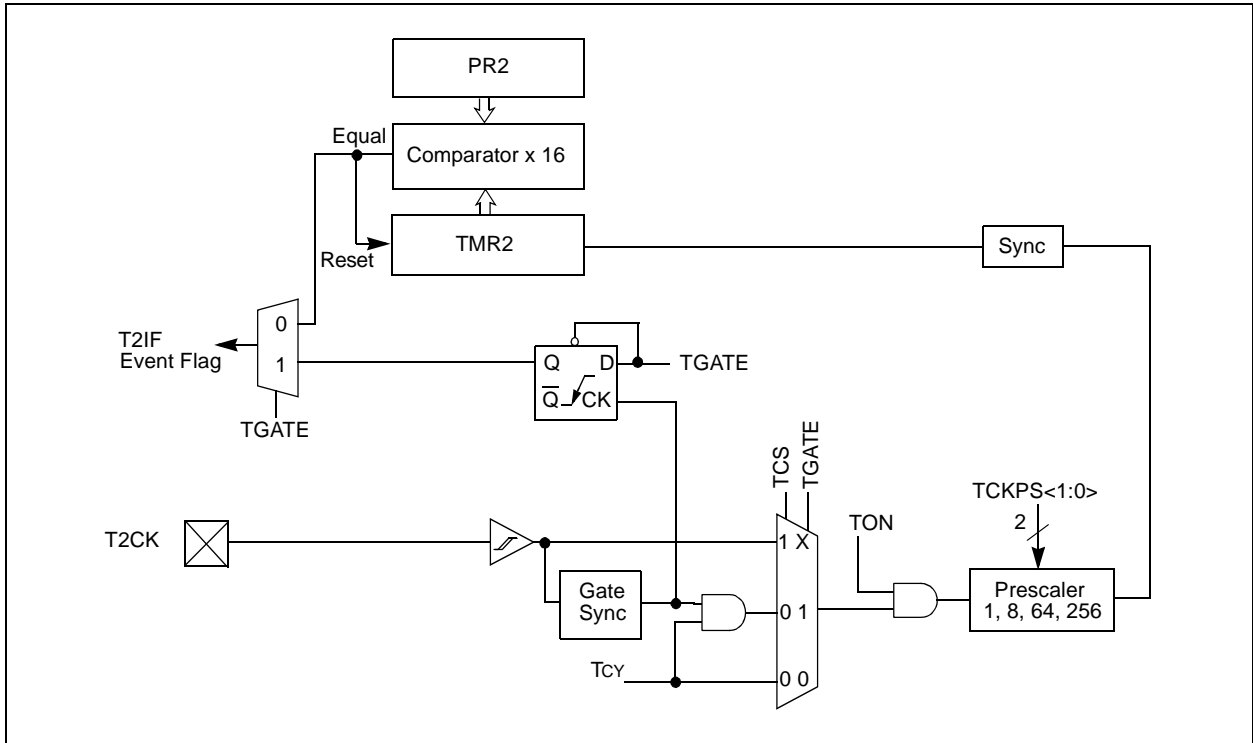 PR2
Equal
Comparator x 16
TMR2
Reset
Sync
0
1
T2IF
Event Flag
TGATE
Q
D
Q̅
CK
TGATE
TCS
TGATE
TCKPS<1:0>
2
TON
T2CK
1 X
Gate
Sync
0 1
Prescaler
1, 8, 64, 256
TCY
0 0